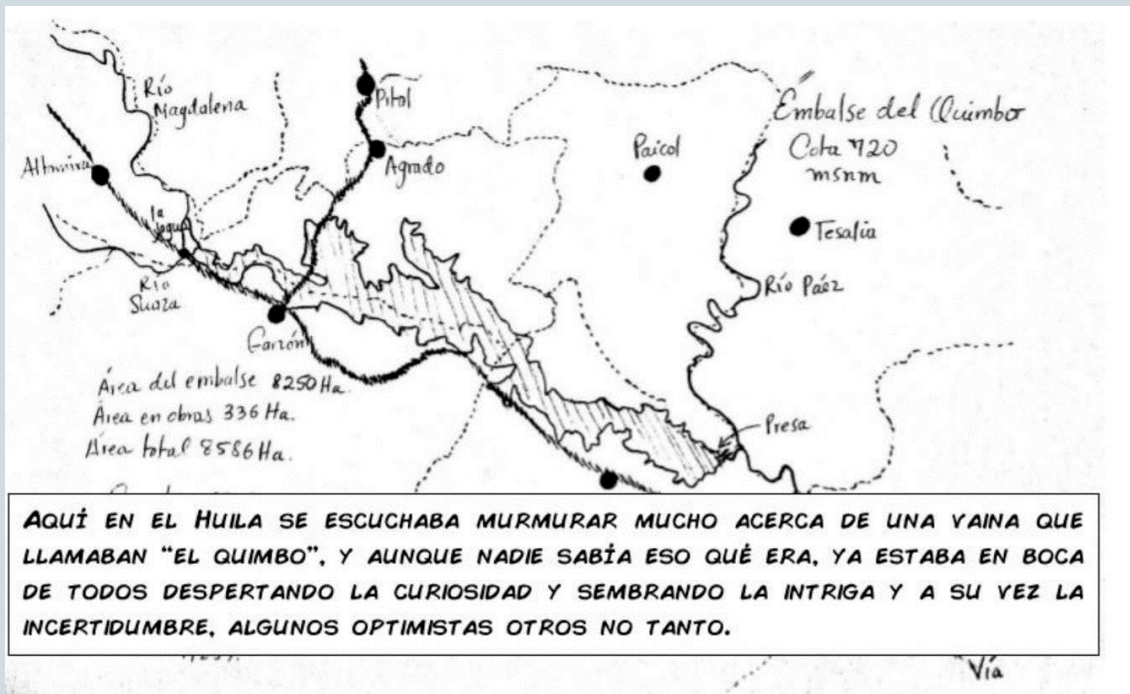 Río
Magdalena
Pital
Embalse del Quimbo
Cota 720
msnm
Altamira
Agrado
Paicol
la
Jagua
Tesalia
Río
Suaza
Río Páez
Garzón
Área del embalse 8250 Ha.
Área en obras 336 Ha.
Área total 8586 Ha.
Presa
AQUÍ EN EL HUILA SE ESCUCHABA MURMURAR MUCHO ACERCA DE UNA VAINA QUE
LLAMABAN “EL QUIMBO”, Y AUNQUE NADIE SABÍA ESO QUÉ ERA, YA ESTABA EN BOCA
DE TODOS DESPERTANDO LA CURIOSIDAD Y SEMBRANDO LA INTRIGA Y A SU VEZ LA
INCERTIDUMBRE, ALGUNOS OPTIMISTAS OTROS NO TANTO.
Vía